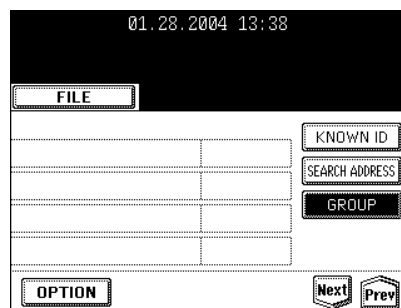 01.28.2004 13:38
FILE
KNOWN ID
SEARCH ADDRESS
GROUP
OPTION
Next
Prev